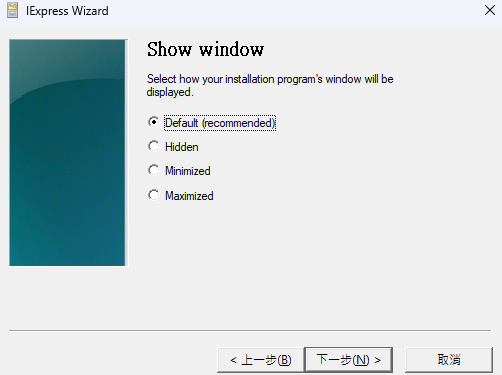 IExpress Wizard
Show window
Select how your installation program's window will be
displayed.
Default (recommended)
Hidden
Minimized
Maximized
< 上一步(B)
下一步(N) >
取消